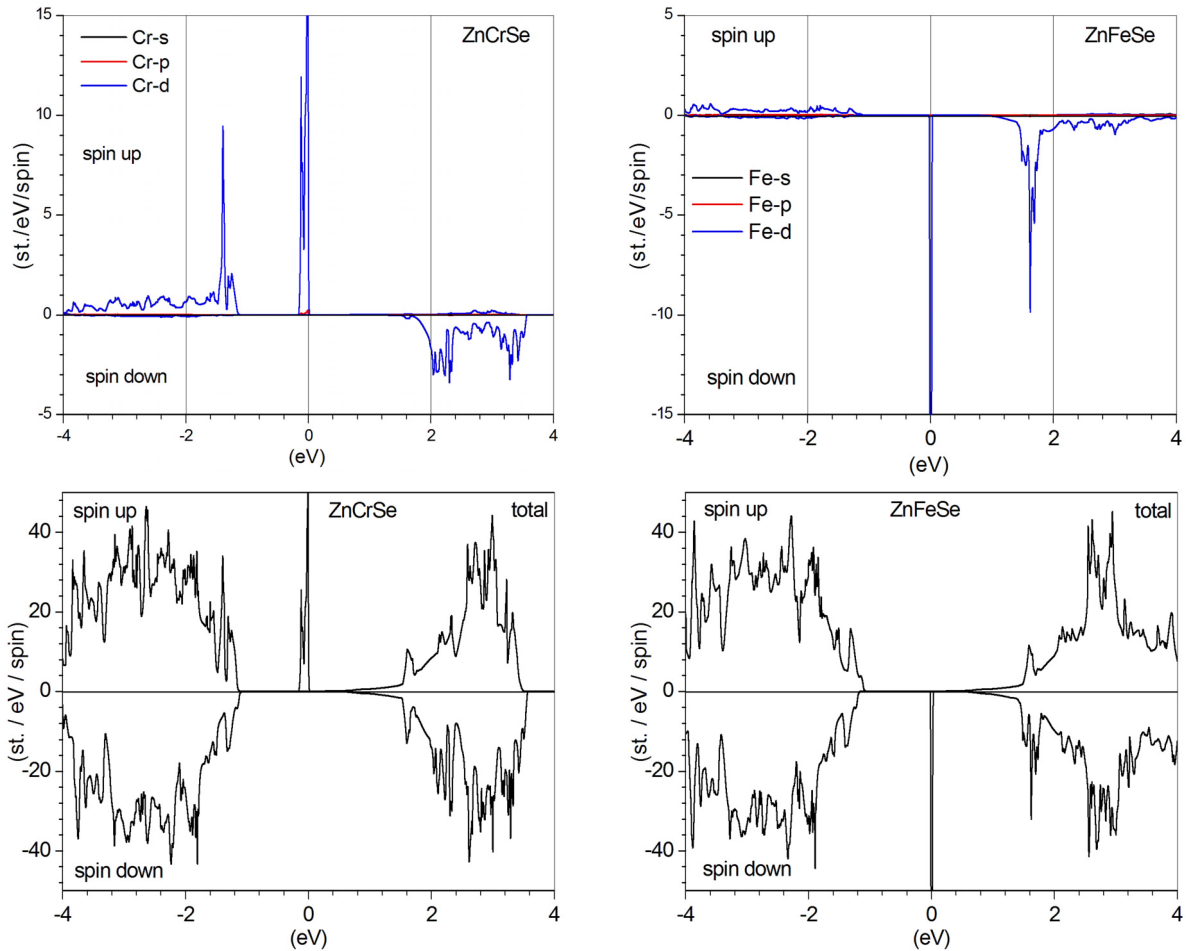 15
10
5
0
-5
Cr-s
Cr-p
Cr-d
ZnCrSe
spin up
spin down
(st./eV/spin)
-4
-2
0
2
4
(eV)
5
0
-5
-10
-15
spin up
ZnFeSe
Fe-s
Fe-p
Fe-d
spin down
(st./eV/spin)
-4
-2
0
2
4
(eV)
40
20
0
-20
-40
spin up
ZnCrSe
total
spin down
(st. / eV / spin)
-4
-2
0
2
4
(eV)
40
20
0
-20
-40
spin up
ZnFeSe
total
spin down
(st. / eV / spin)
-4
-2
0
2
4
(eV)